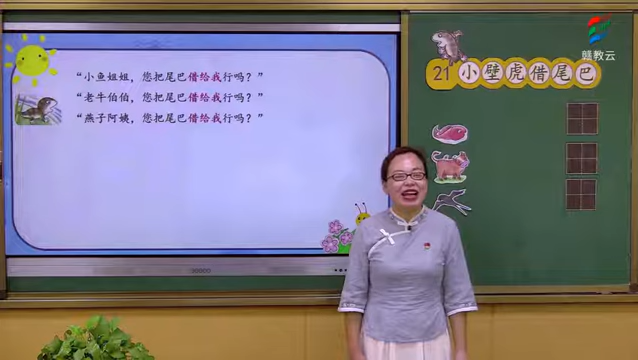 赣教云
21 小壁虎借尾巴
“小鱼姐姐，您把尾巴借给我行吗？”
“老牛伯伯，您把尾巴借给我行吗？”
“燕子阿姨，您把尾巴借给我行吗？”